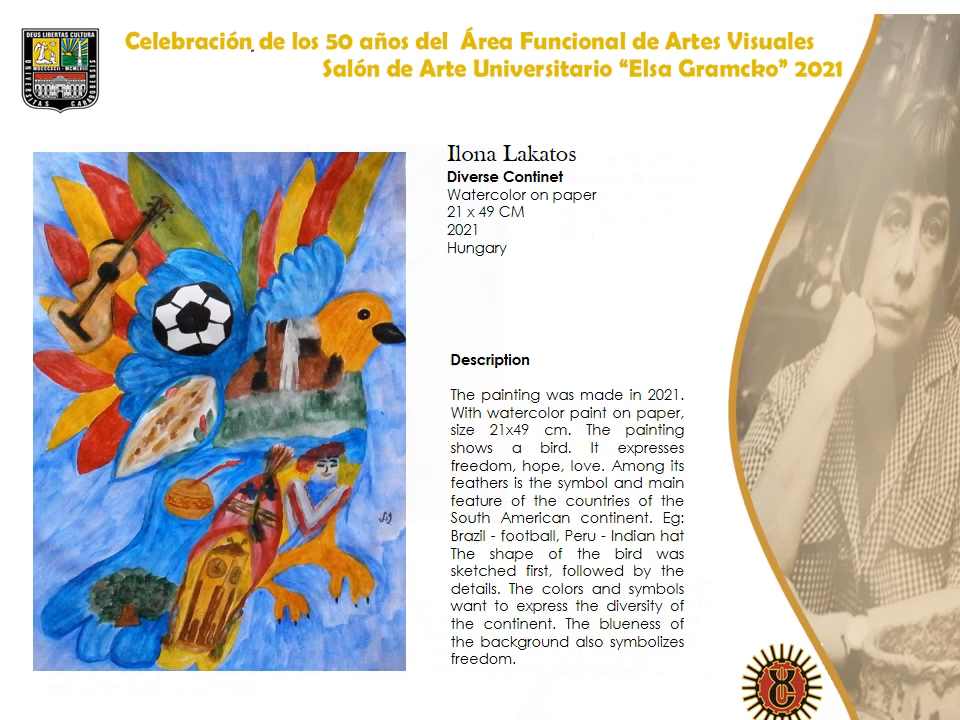 Celebración de los 50 años del Área Funcional de Artes Visuales
Salón de Arte Universitario “Elsa Gramcko” 2021
DEUS LIBERTAS CULTURA
UNIVERSITAS CARABOBENSIS
Ilona Lakatos
Diverse Continet
Watercolor on paper
21 x 49 CM
2021
Hungary
Description
The painting was made in 2021.
With watercolor paint on paper,
size 21x49 cm. The painting
shows a bird. It expresses
freedom, hope, love. Among its
feathers is the symbol and main
feature of the countries of the
South American continent. Eg:
Brazil - football, Peru - Indian hat
The shape of the bird was
sketched first, followed by the
details. The colors and symbols
want to express the diversity of
the continent. The blueness of
the background also symbolizes
freedom.